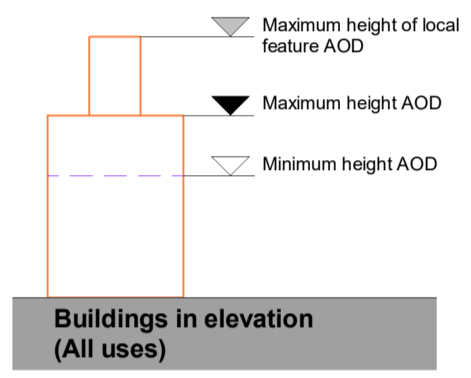 Maximum height of local
feature AOD
Maximum height AOD
Minimum height AOD
Buildings in elevation
(All uses)